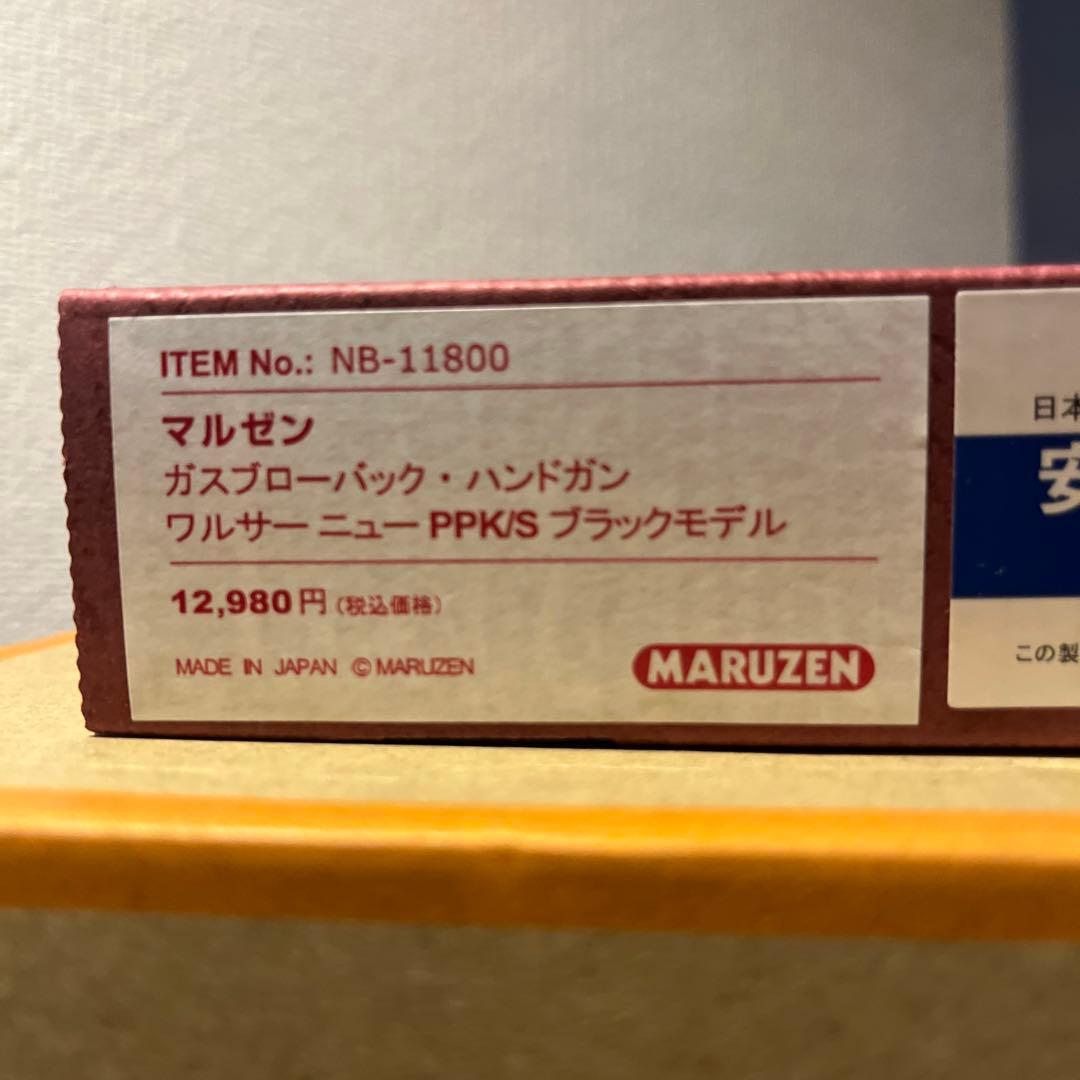 ITEM No.: NB-11800
マルゼン
ガスブローバック・ハンドガン
ワルサー ニュー PPK/S ブラックモデル
12,980円 (税込価格)
MADE IN JAPAN ©MARUZEN
MARUZEN
日本
安
この製